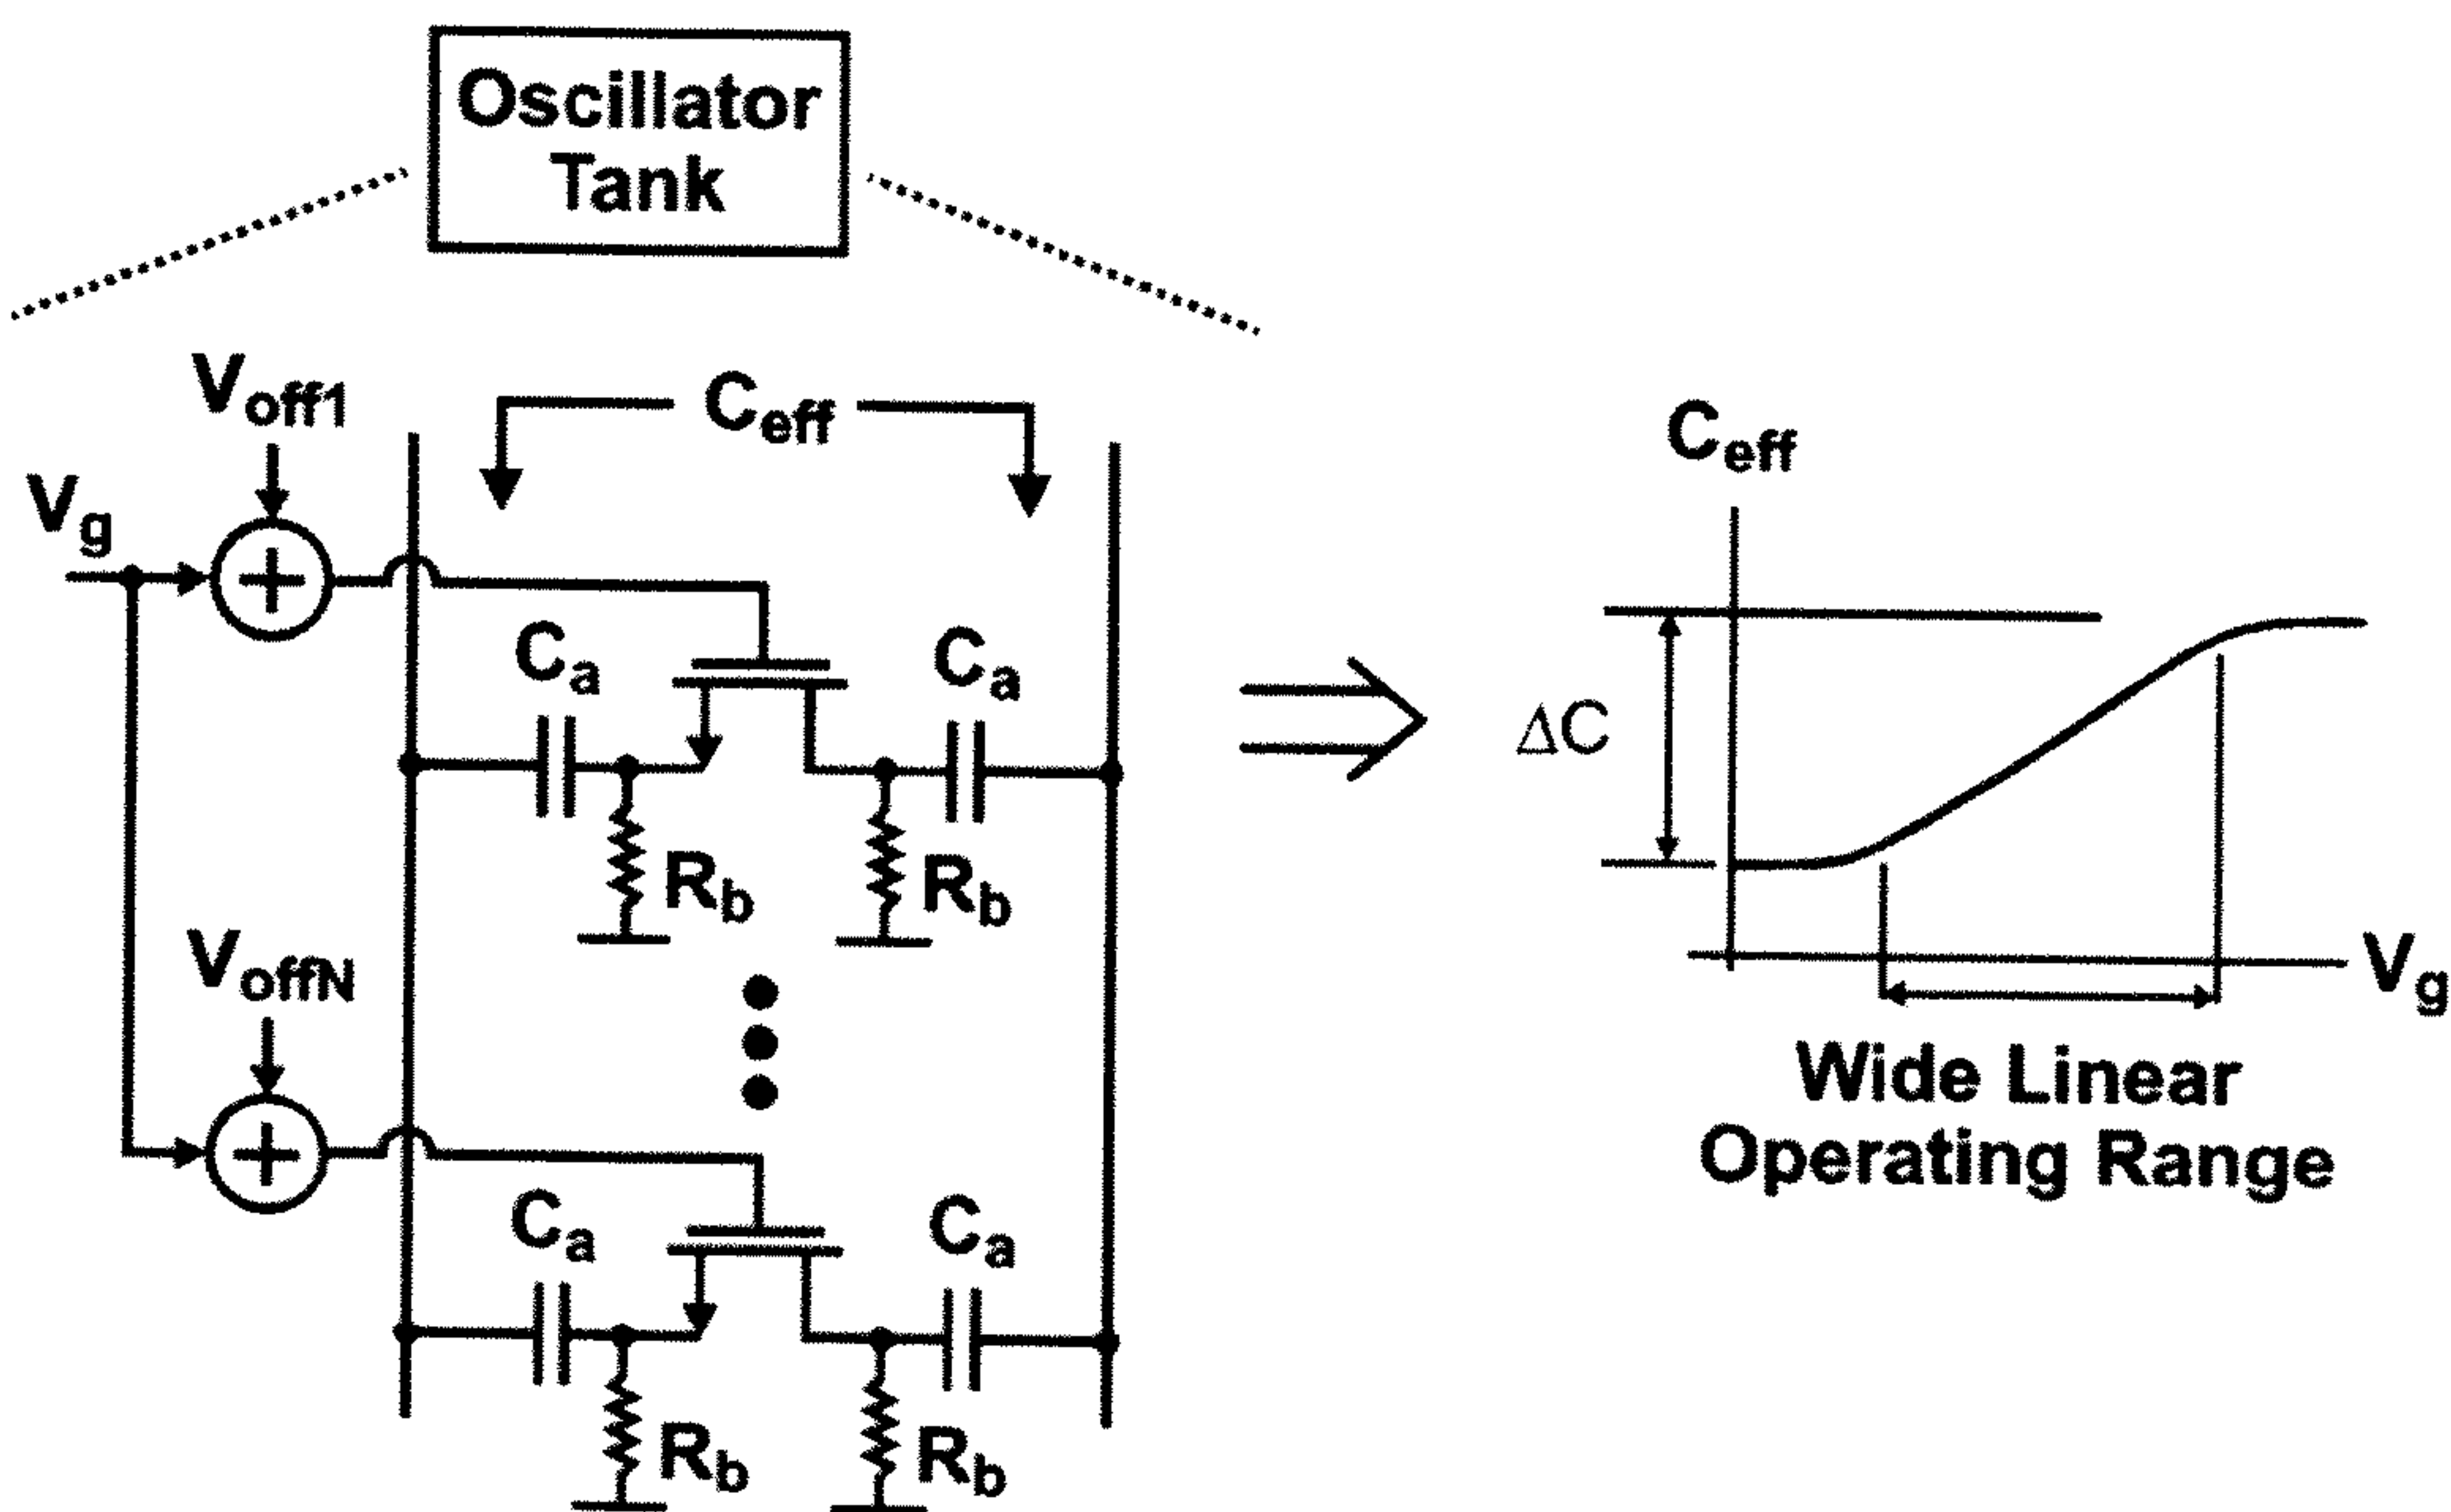 Oscillator
Tank
Voff1
Ceff
Vg
+
Ca
Ca
Rb
Rb
VoffN
+
Ca
Ca
Rb
Rb
Ceff
ΔC
Vg
Wide Linear
Operating Range